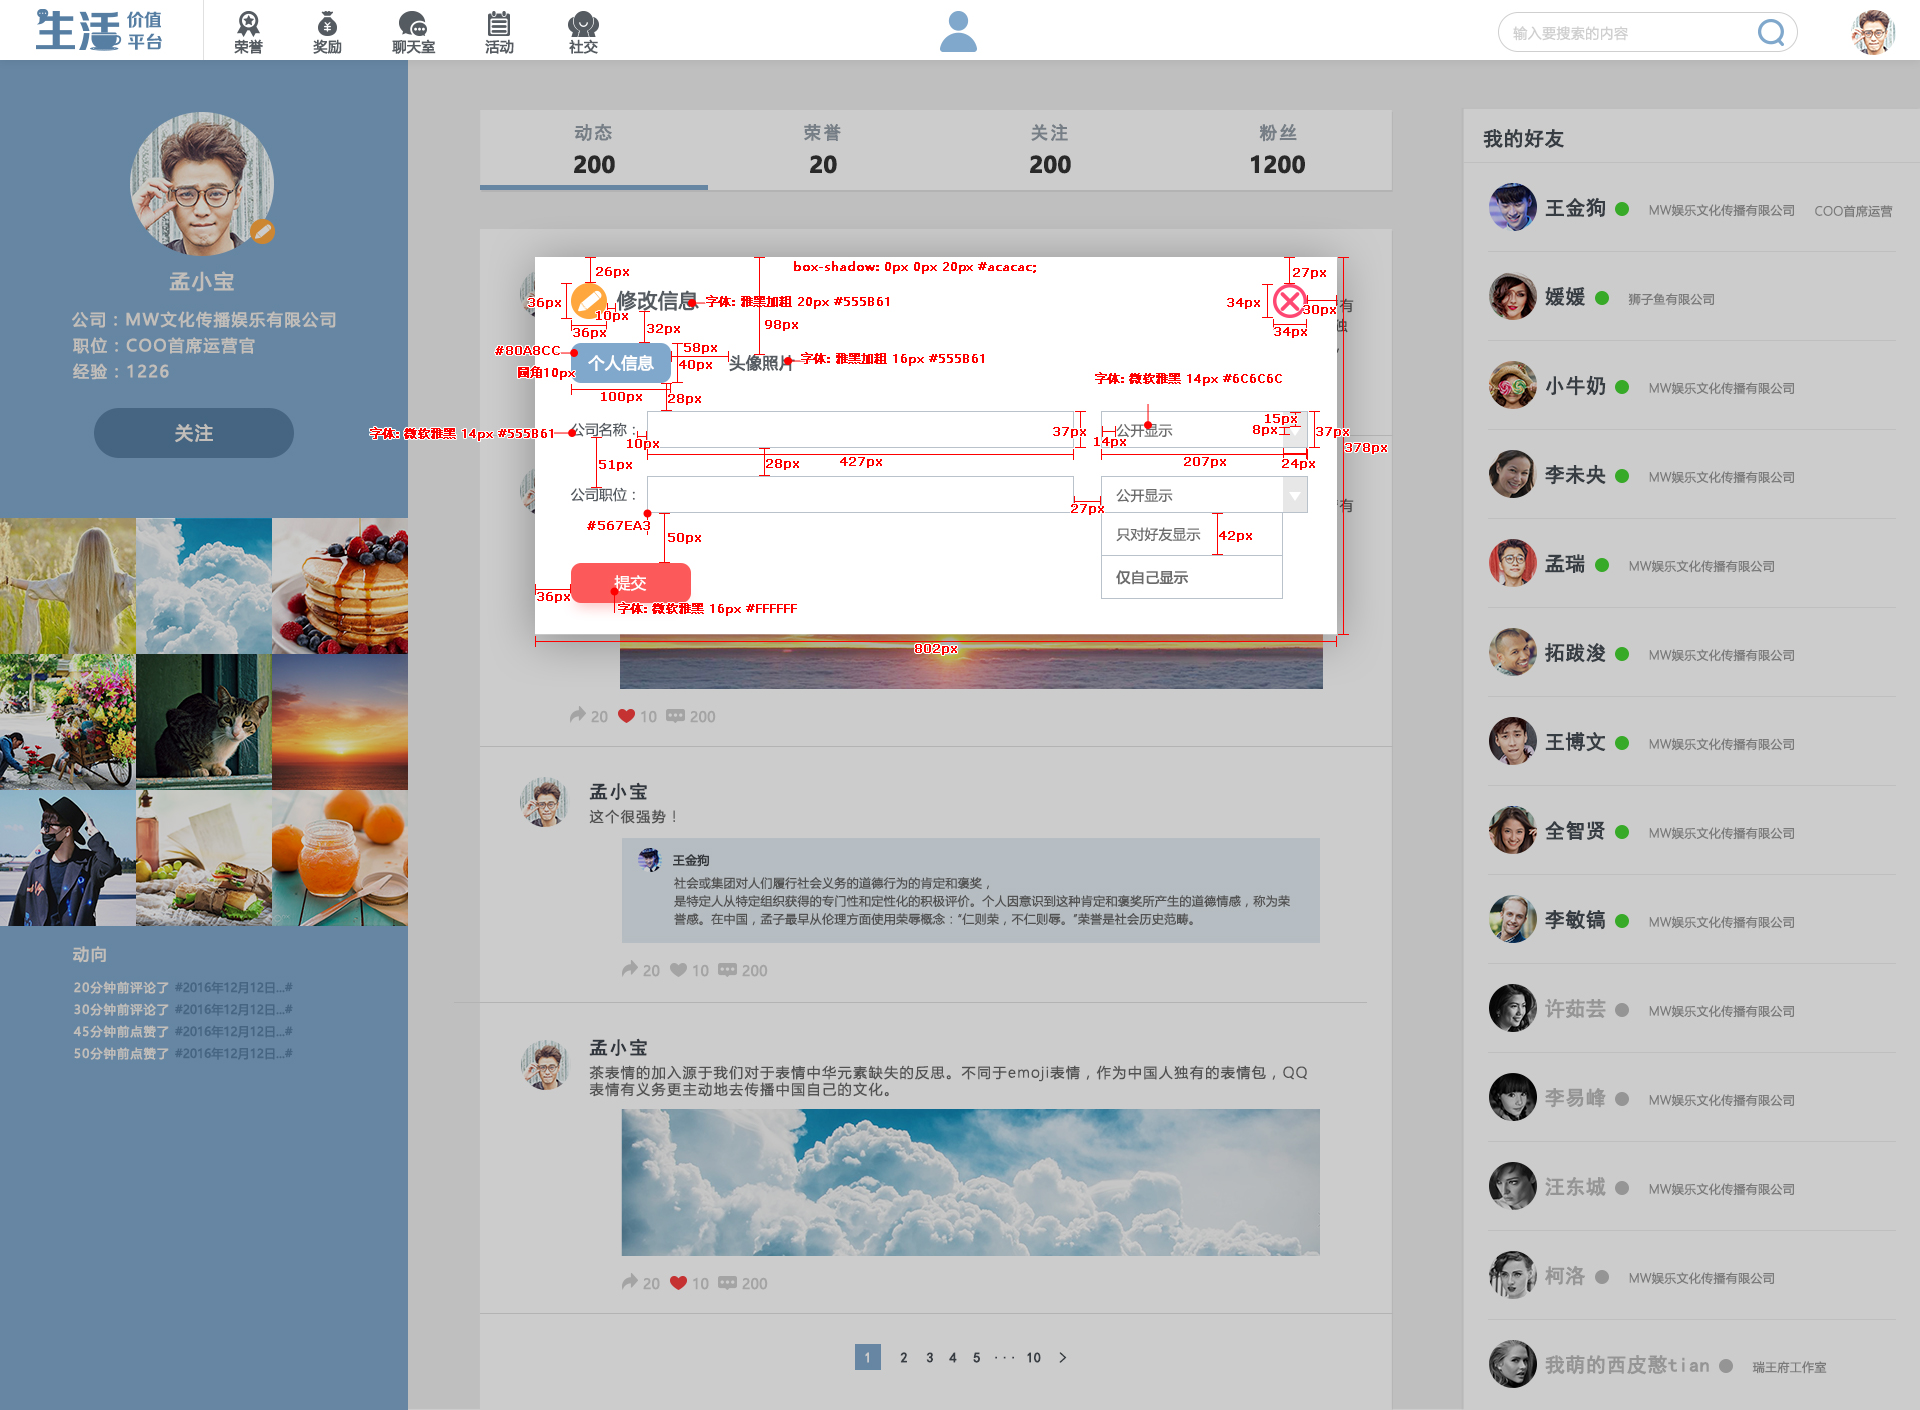 生活 价值
平台
荣誉
奖励
聊天室
活动
社交
输入要搜索的内容
孟小宝
公司：MW文化传播娱乐有限公司
职位：COO首席运营官
经验：1226
关注
动向
20分钟前评论了 #2016年12月12日...#
30分钟前评论了 #2016年12月12日...#
45分钟前点赞了 #2016年12月12日...#
50分钟前点赞了 #2016年12月12日...#
动态
200
荣誉
20
关注
200
粉丝
1200
26px
box-shadow: 0px 0px 20px #acacac;
27px
36px
修改信息
字体: 雅黑加粗 20px #555B61
34px
30px
10px
36px
32px
98px
34px
#80A8CC
个人信息
58px
40px
头像照片
字体: 雅黑加粗 16px #555B61
圆角10px
100px
28px
字体: 微软雅黑 14px #6C6C6C
字体: 微软雅黑 14px #555B61
公司名称：
10px
37px
公开显示
14px
15px
8px
37px
378px
51px
28px
427px
207px
24px
公司职位：
27px
公开显示
#567EA3
50px
只对好友显示
42px
仅自己显示
提交
36px
字体: 微软雅黑 16px #FFFFFF
802px
有
独
有
20 10 200
孟小宝
这个很强势！
王金狗
社会或集团对人们履行社会义务的道德行为的肯定和褒奖，
是特定人从特定组织获得的专门性和定性化的积极评价。个人因意识到这种肯定和褒奖所产生的道德情感，称为荣
誉感。在中国，孟子最早从伦理方面使用荣辱概念：“仁则荣，不仁则辱。”荣誉是社会历史范畴。
20 10 200
孟小宝
茶表情的加入源于我们对于表情中华元素缺失的反思。不同于emoji表情，作为中国人独有的表情包，QQ
表情有义务更主动地去传播中国自己的文化。
20 10 200
1 2 3 4 5 ··· 10 >
我的好友
王金狗 MW娱乐文化传播有限公司 COO首席运营
媛媛 狮子鱼有限公司
小牛奶 MW娱乐文化传播有限公司
李未央 MW娱乐文化传播有限公司
孟瑞 MW娱乐文化传播有限公司
拓跋浚 MW娱乐文化传播有限公司
王博文 MW娱乐文化传播有限公司
全智贤 MW娱乐文化传播有限公司
李敏镐 MW娱乐文化传播有限公司
许茹芸 MW娱乐文化传播有限公司
李易峰 MW娱乐文化传播有限公司
汪东城 MW娱乐文化传播有限公司
柯洛 MW娱乐文化传播有限公司
我萌的西皮憨tian 瑞王府工作室